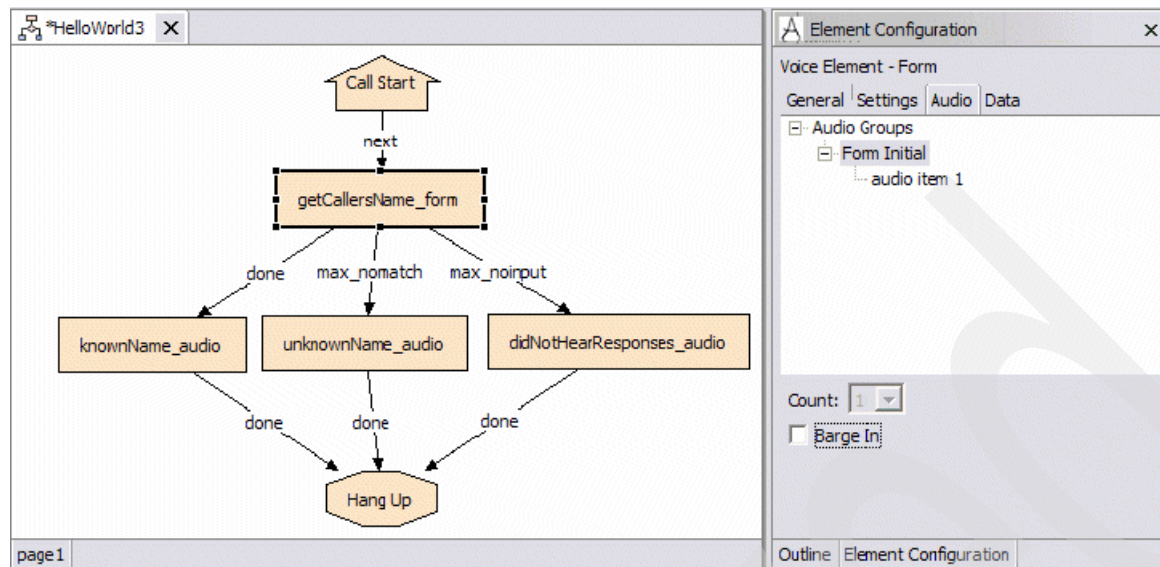 *HelloWorld3
Call Start
next
getCallersName_form
done
max_nomatch
max_noinput
knownName_audio
unknownName_audio
didNotHearResponses_audio
done
done
done
Hang Up
page1
Element Configuration
Voice Element - Form
General
Settings
Audio
Data
Audio Groups
Form Initial
audio item 1
Count:
1
Barge In
Outline
Element Configuration